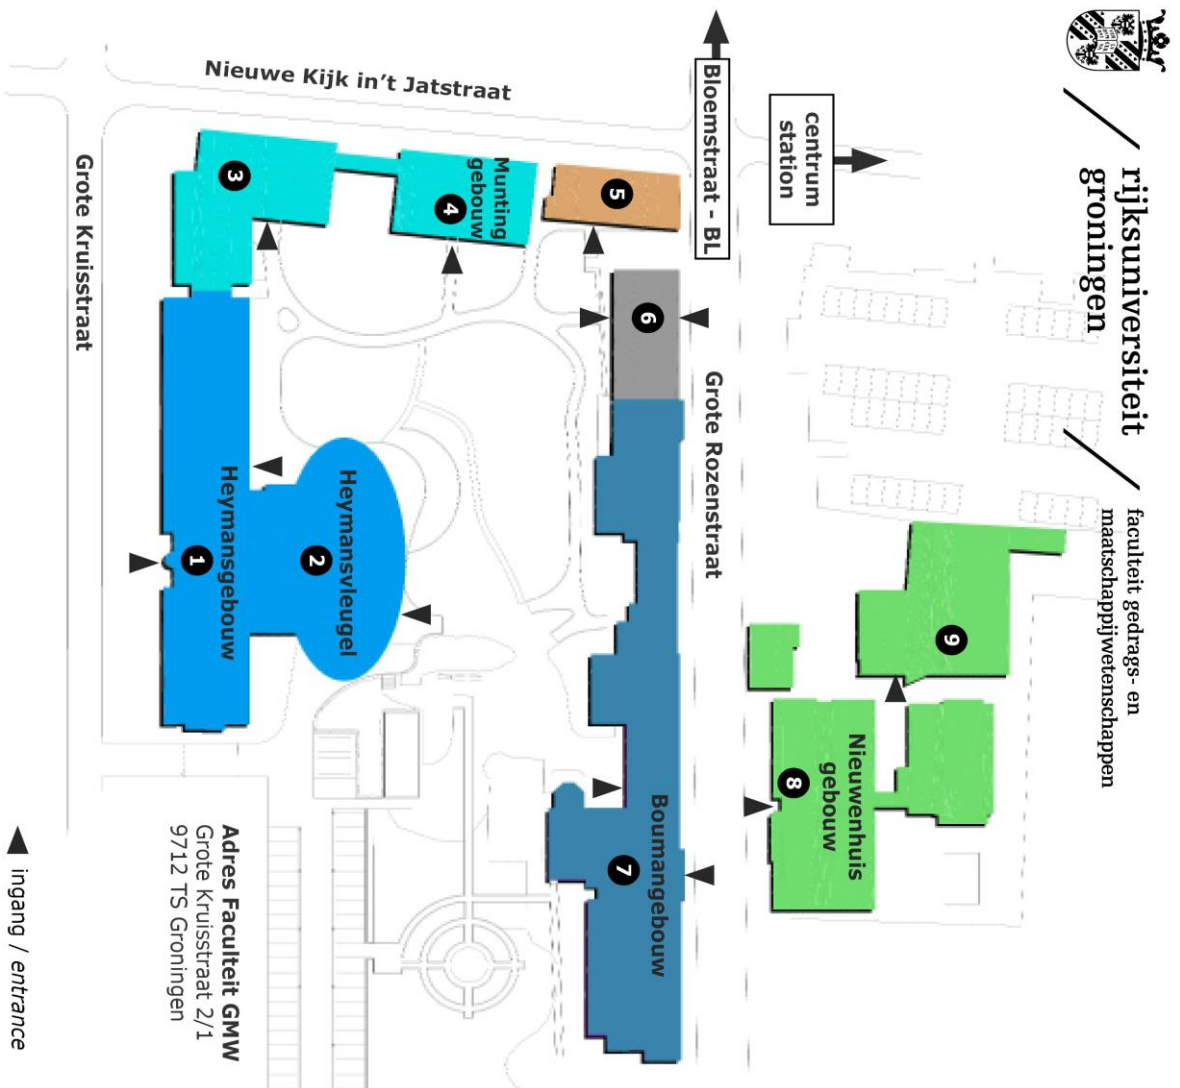 rijksuniversiteit
groningen
faculteit gedrags- en
maatschappijwetenschappen
centrum
station
Bloemstraat - BL
Nieuwe Kijk in't Jatstraat
Grote Rozenstraat
Grote Kruisstraat
9
Nieuwenhuis
gebouw
8
5
6
Boumangebouw
7
Munting
gebouw
4
3
Heymansvleugel
2
Heymansgebouw
1
Adres Faculteit GMW
Grote Kruisstraat 2/1
9712 TS Groningen
ingang / entrance